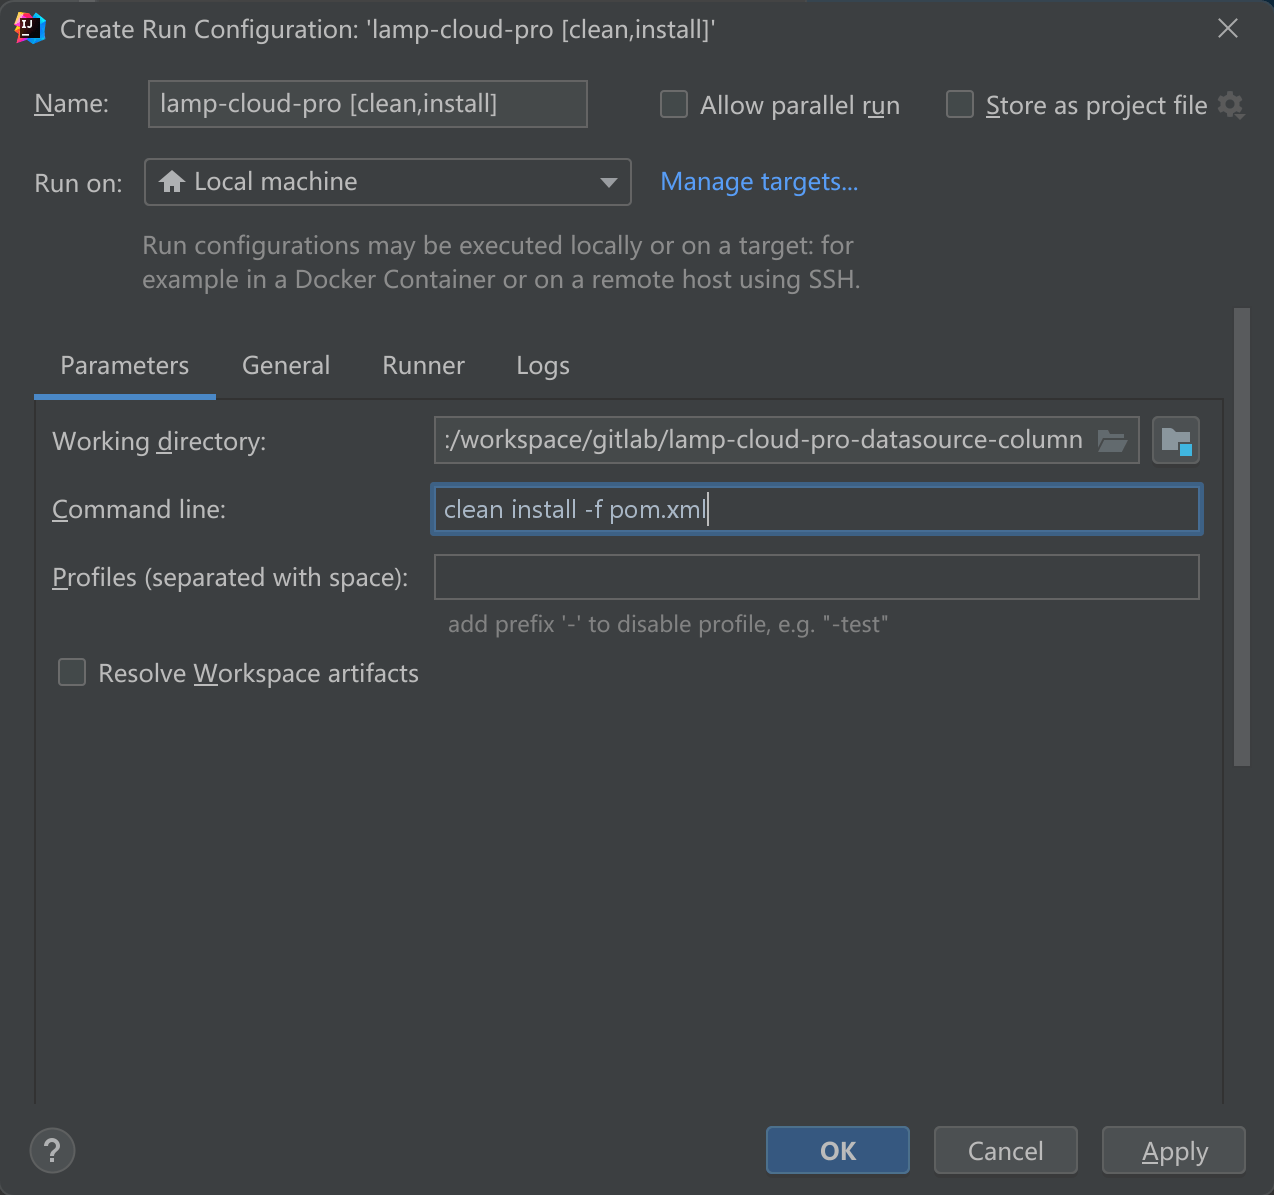 Create Run Configuration: 'lamp-cloud-pro [clean,install]'
Name: lamp-cloud-pro [clean,install] Allow parallel run Store as project file
Run on: Local machine Manage targets...
Run configurations may be executed locally or on a target: for
example in a Docker Container or on a remote host using SSH.
Parameters General Runner Logs
Working directory: :/workspace/gitlab/lamp-cloud-pro-datasource-column
Command line: clean install -f pom.xml
Profiles (separated with space):
add prefix '-' to disable profile, e.g. "-test"
Resolve Workspace artifacts
? OK Cancel Apply